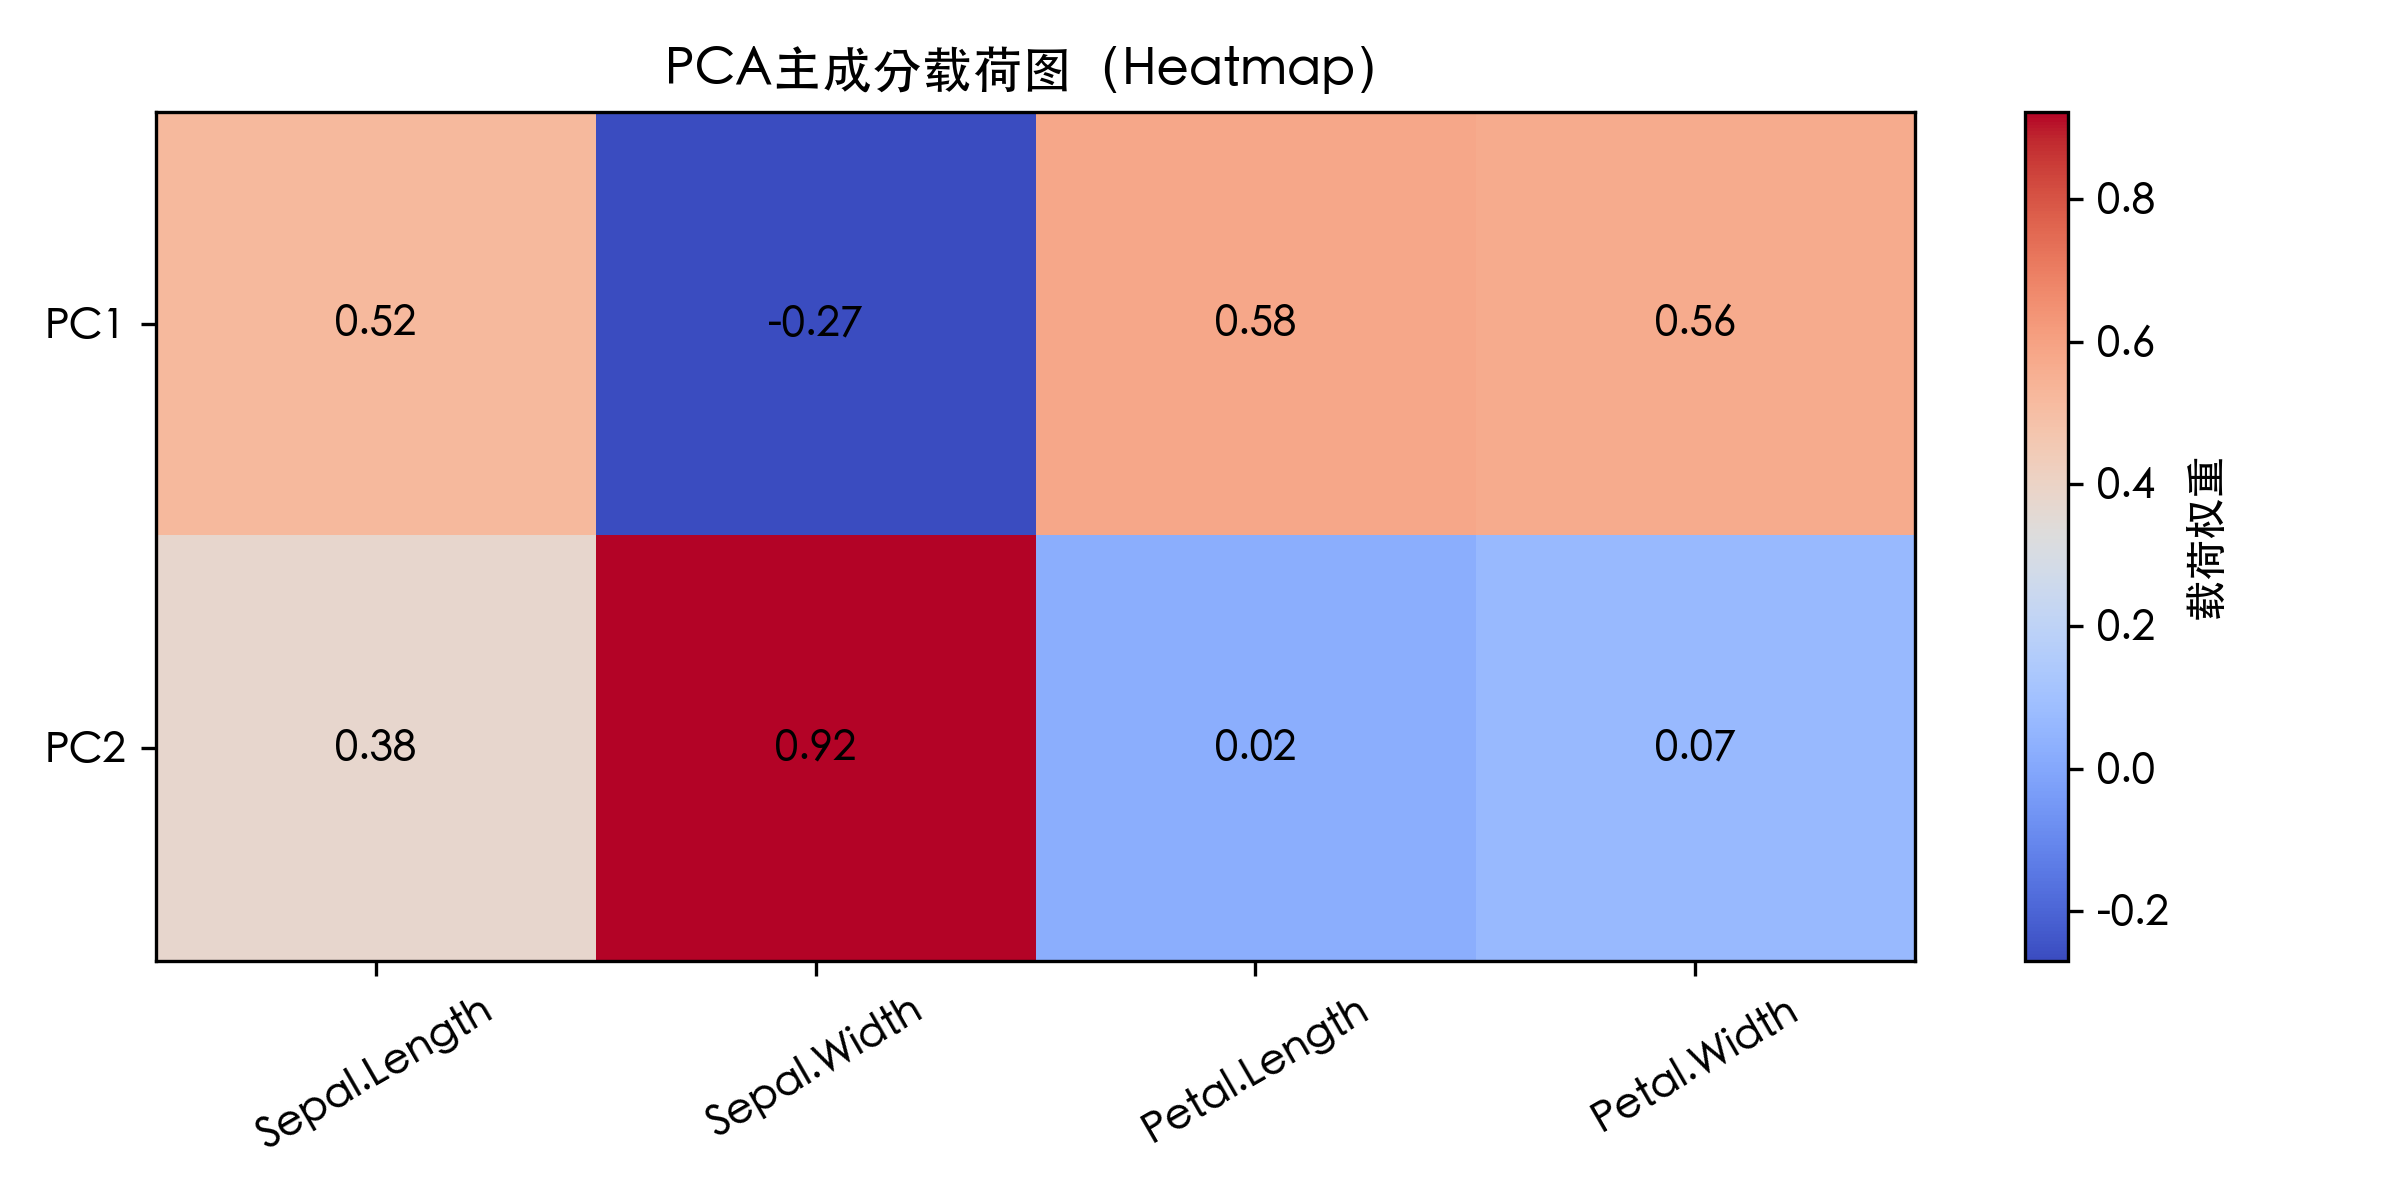 PCA主成分载荷图（Heatmap）
PC1
0.52
-0.27
0.58
0.56
PC2
0.38
0.92
0.02
0.07
Sepal.Length
Sepal.Width
Petal.Length
Petal.Width
0.8
0.6
0.4
0.2
0.0
-0.2
载荷权重